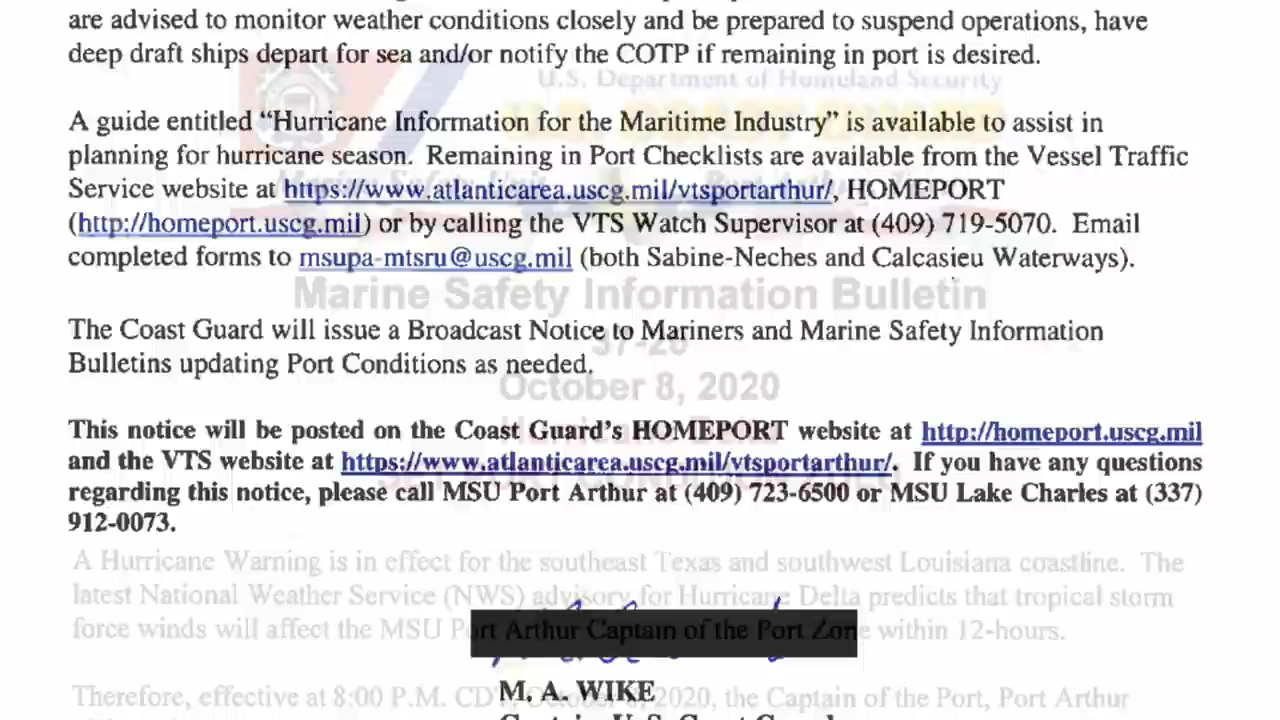 are advised to monitor weather conditions closely and be prepared to suspend operations, have
deep draft ships depart for sea and/or notify the COTP if remaining in port is desired.
U.S. Department of Homeland Security
A guide entitled “Hurricane Information for the Maritime Industry” is available to assist in
planning for hurricane season. Remaining in Port Checklists are available from the Vessel Traffic
Service website at https://www.atlanticarea.uscg.mil/vtsportarthur/, HOMEPORT
(http://homeport.uscg.mil) or by calling the VTS Watch Supervisor at (409) 719-5070. Email
completed forms to msupa-mtsru@uscg.mil (both Sabine-Neches and Calcasieu Waterways).
Marine Safety Information Bulletin
The Coast Guard will issue a Broadcast Notice to Mariners and Marine Safety Information
37-20
Bulletins updating Port Conditions as needed.
October 8, 2020
This notice will be posted on the Coast Guard’s HOMEPORT website at http://homeport.uscg.mil
and the VTS website at https://www.atlanticarea.uscg.mil/vtsportarthur/. If you have any questions
regarding this notice, please call MSU Port Arthur at (409) 723-6500 or MSU Lake Charles at (337)
912-0073.
A Hurricane Warning is in effect for the southeast Texas and southwest Louisiana coastline. The
latest National Weather Service (NWS) advisory for Hurricane Delta predicts that tropical storm
force winds will affect the MSU Port Arthur Captain of the Port Zone within 12-hours.
M. A. WIKE
Therefore, effective at 8:00 P.M. CDT, October 8, 2020, the Captain of the Port, Port Arthur
Captain, U.S. Coast Guard